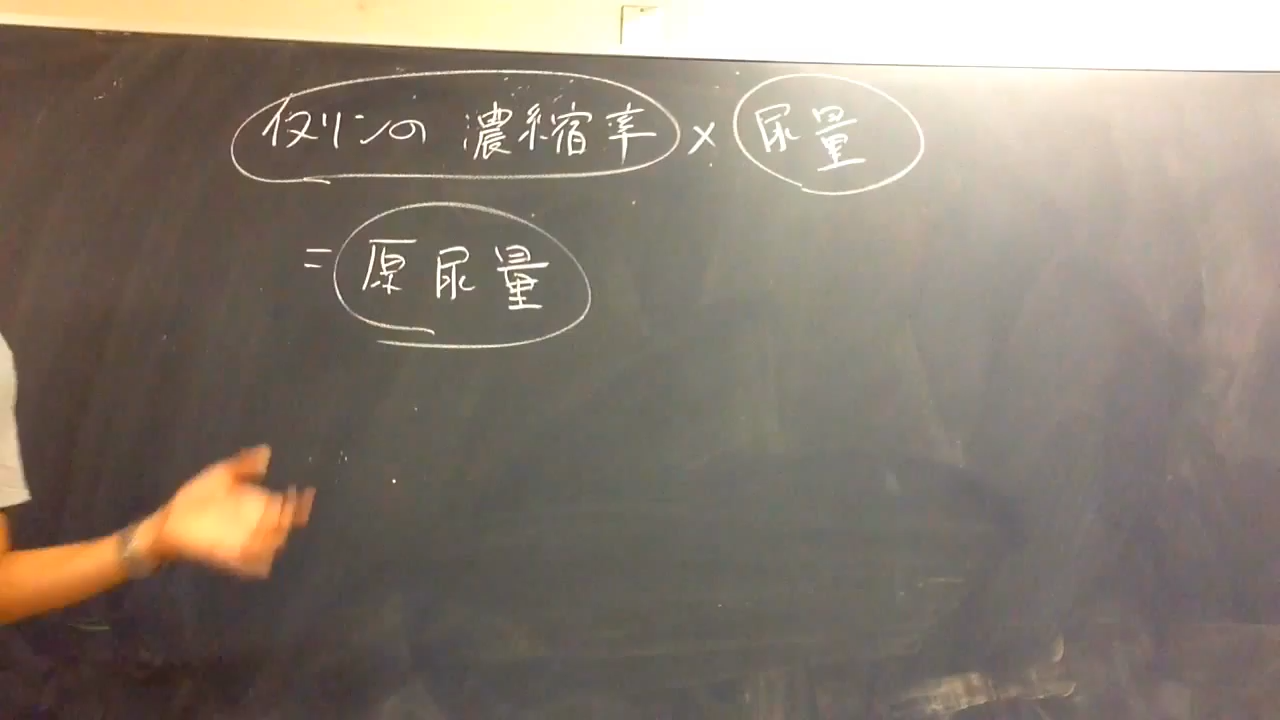 イヌリンの 濃縮率 × 尿量
= 原尿量